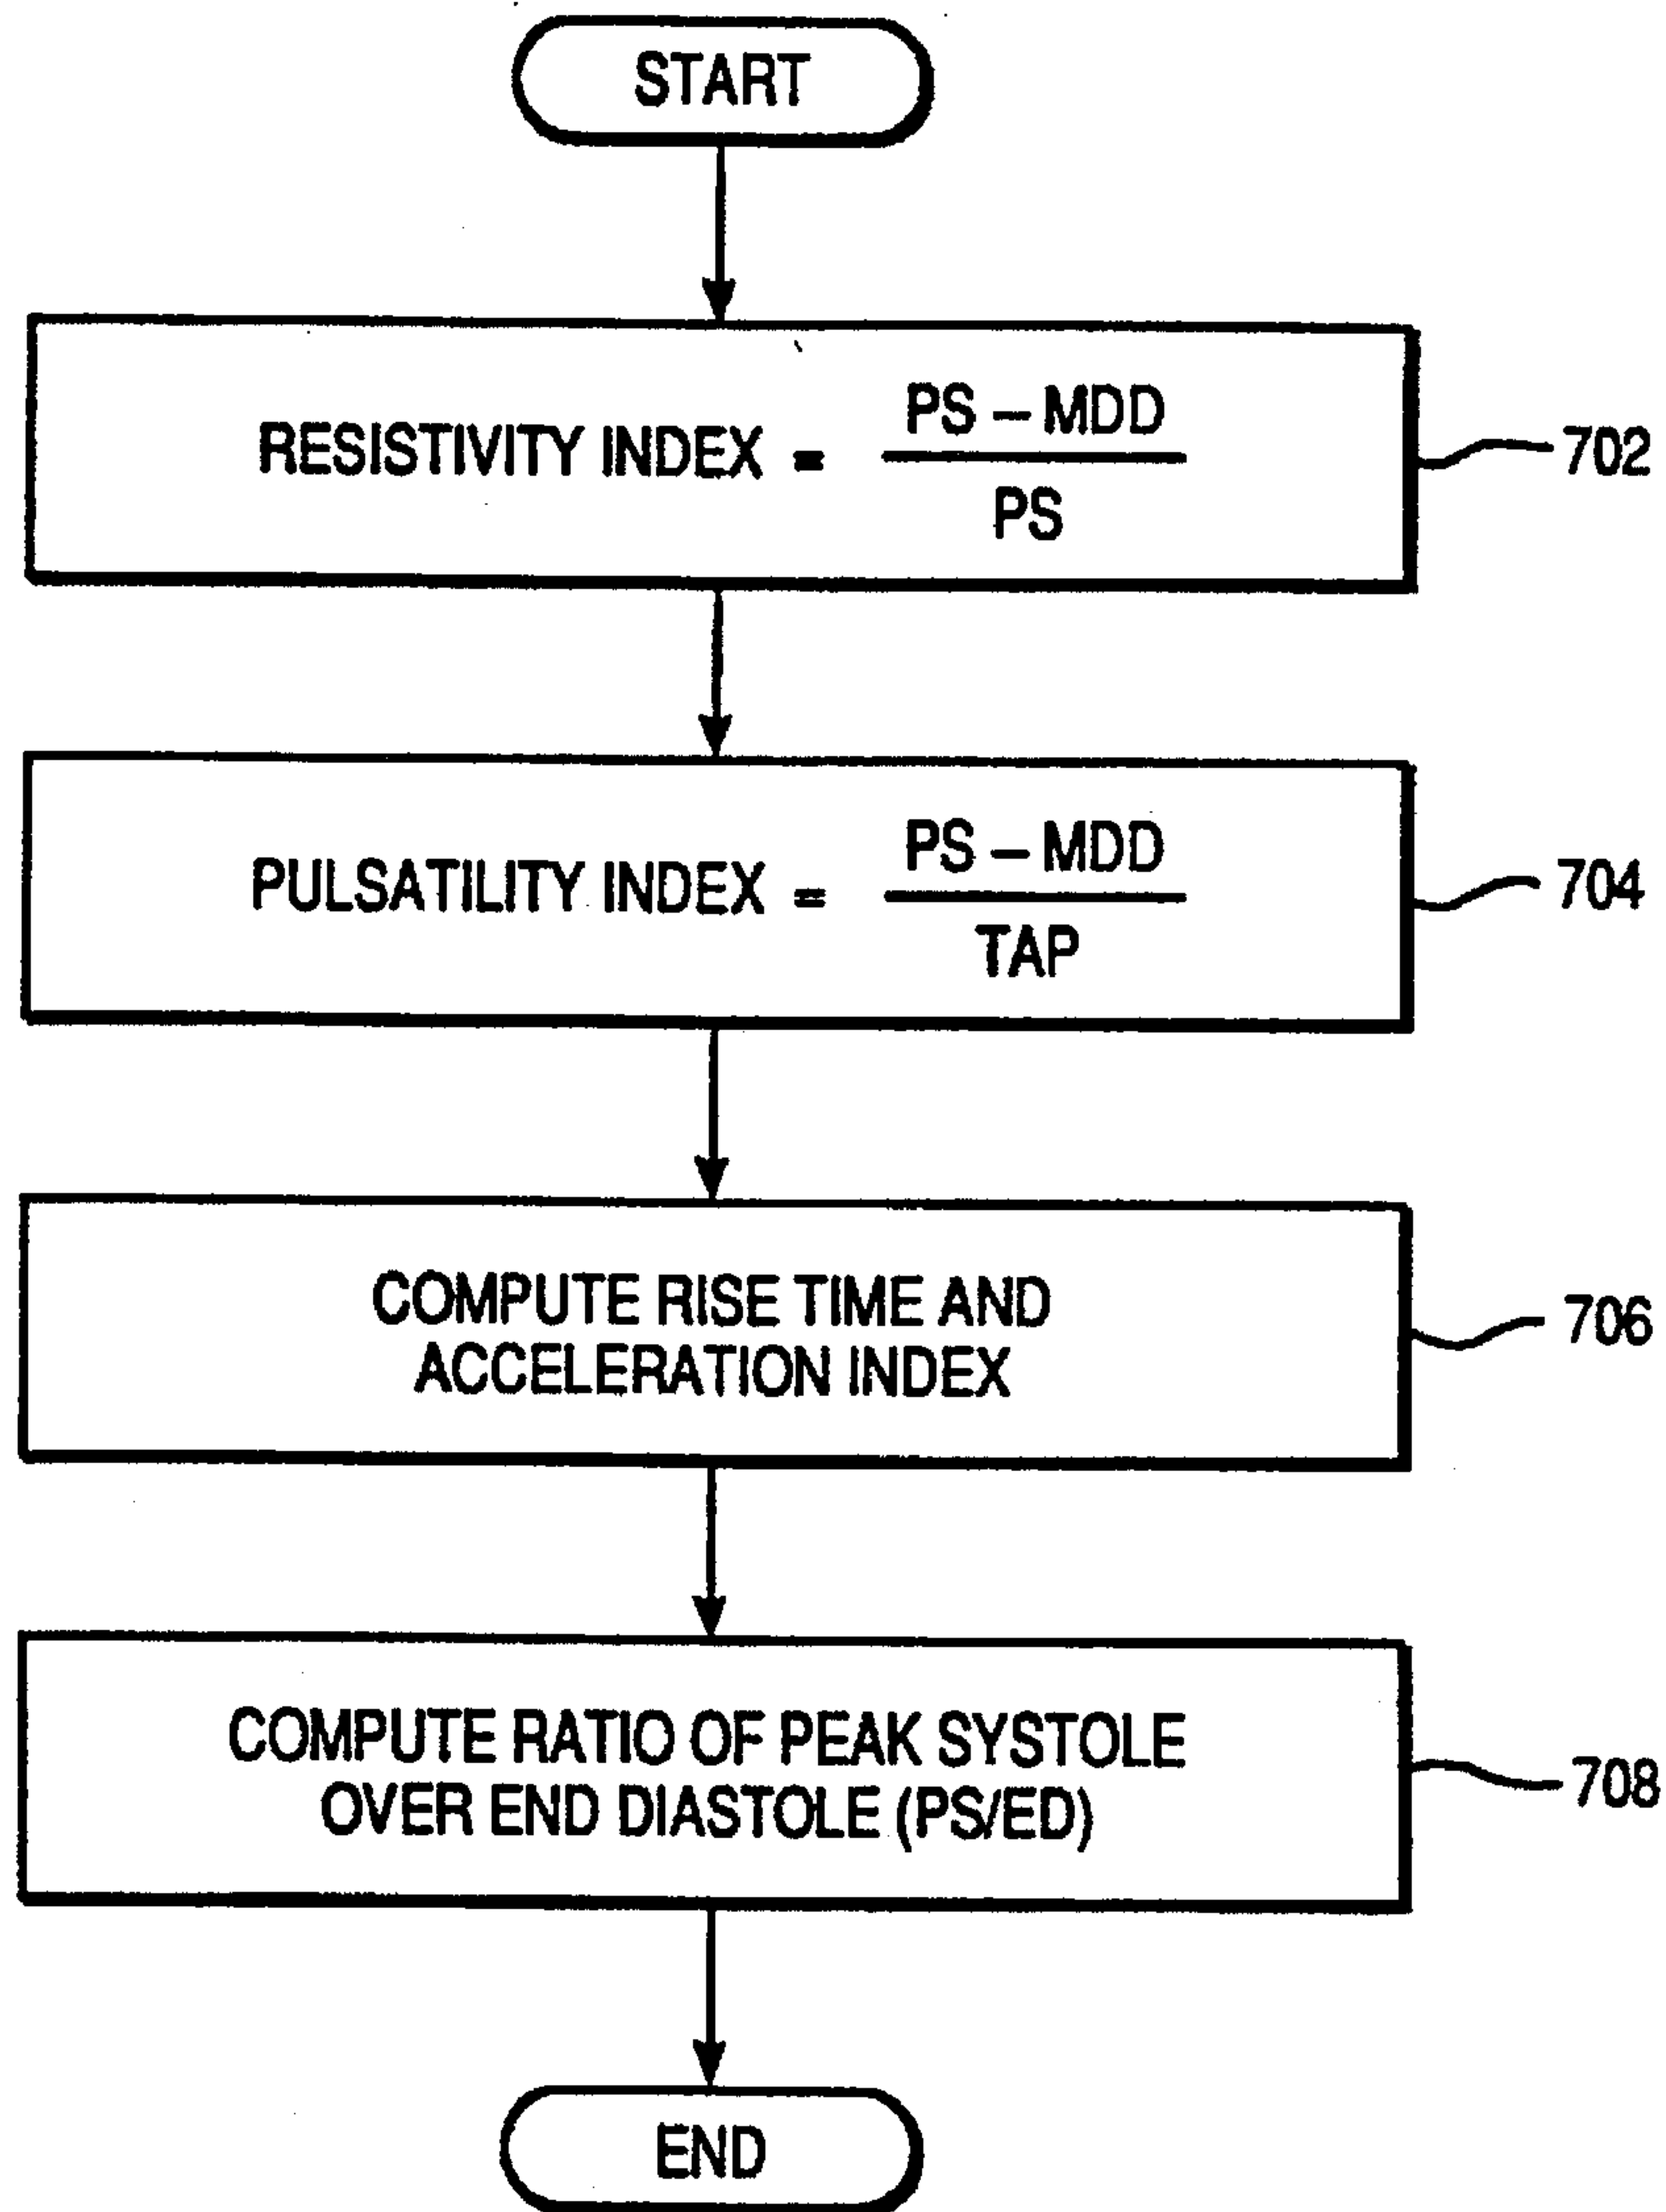 START
RESISTIVITY INDEX = PS – MDD
PS
702
PULSATILITY INDEX = PS – MDD
TAP
704
COMPUTE RISE TIME AND
ACCELERATION INDEX
706
COMPUTE RATIO OF PEAK SYSTOLE
OVER END DIASTOLE (PS/ED)
708
END